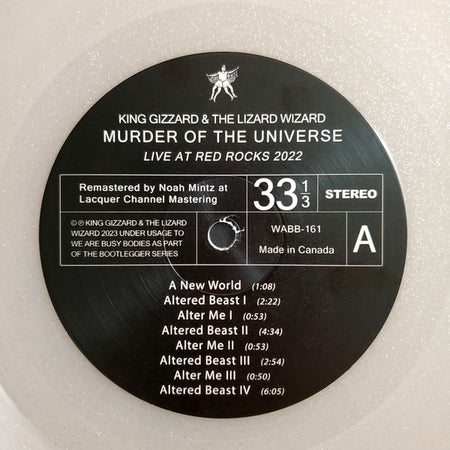 KING GIZZARD & THE LIZARD WIZARD
MURDER OF THE UNIVERSE
LIVE AT RED ROCKS 2022
Remastered by Noah Mintz at
Lacquer Channel Mastering
33 1/3
STEREO
© ℗ KING GIZZARD & THE LIZARD
WIZARD 2023 UNDER USAGE TO
WE ARE BUSY BODIES AS PART
OF THE BOOTLEGGER SERIES
WABB-161
Made in Canada
A
A New World (1:08)
Altered Beast I (2:22)
Alter Me I (0:53)
Altered Beast II (4:34)
Alter Me II (0:53)
Altered Beast III (2:54)
Alter Me III (0:50)
Altered Beast IV (6:05)